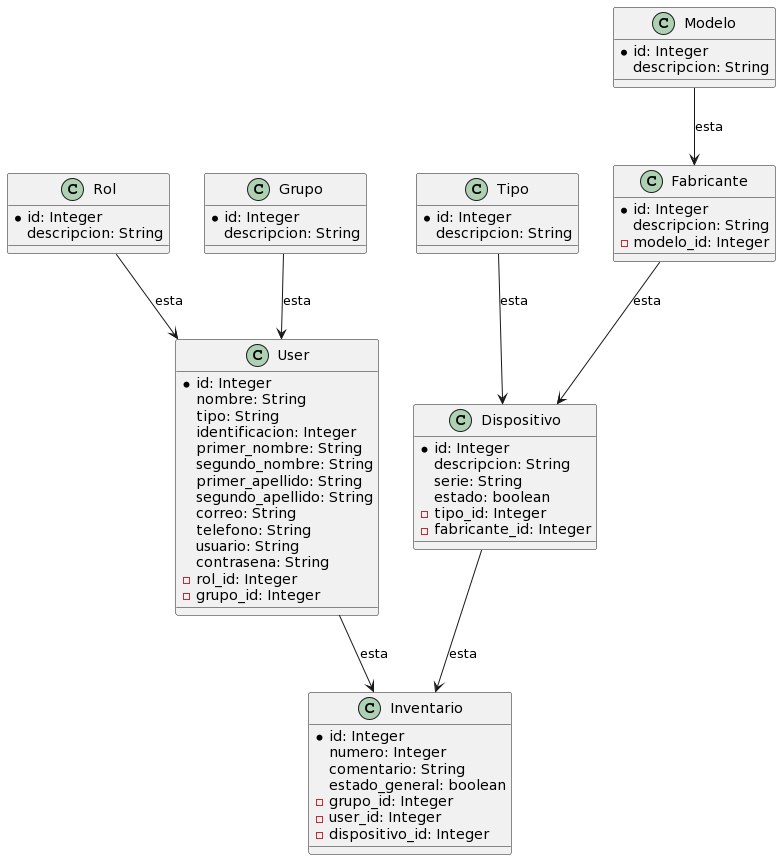 C Modelo
id: Integer
descripcion: String
esta
C Rol
id: Integer
descripcion: String
C Grupo
id: Integer
descripcion: String
C Tipo
id: Integer
descripcion: String
C Fabricante
id: Integer
descripcion: String
modelo_id: Integer
esta
esta
esta
esta
C User
id: Integer
nombre: String
tipo: String
identificacion: Integer
primer_nombre: String
segundo_nombre: String
primer_apellido: String
segundo_apellido: String
correo: String
telefono: String
usuario: String
contrasena: String
rol_id: Integer
grupo_id: Integer
C Dispositivo
id: Integer
descripcion: String
serie: String
estado: boolean
tipo_id: Integer
fabricante_id: Integer
esta
esta
C Inventario
id: Integer
numero: Integer
comentario: String
estado_general: boolean
grupo_id: Integer
user_id: Integer
dispositivo_id: Integer